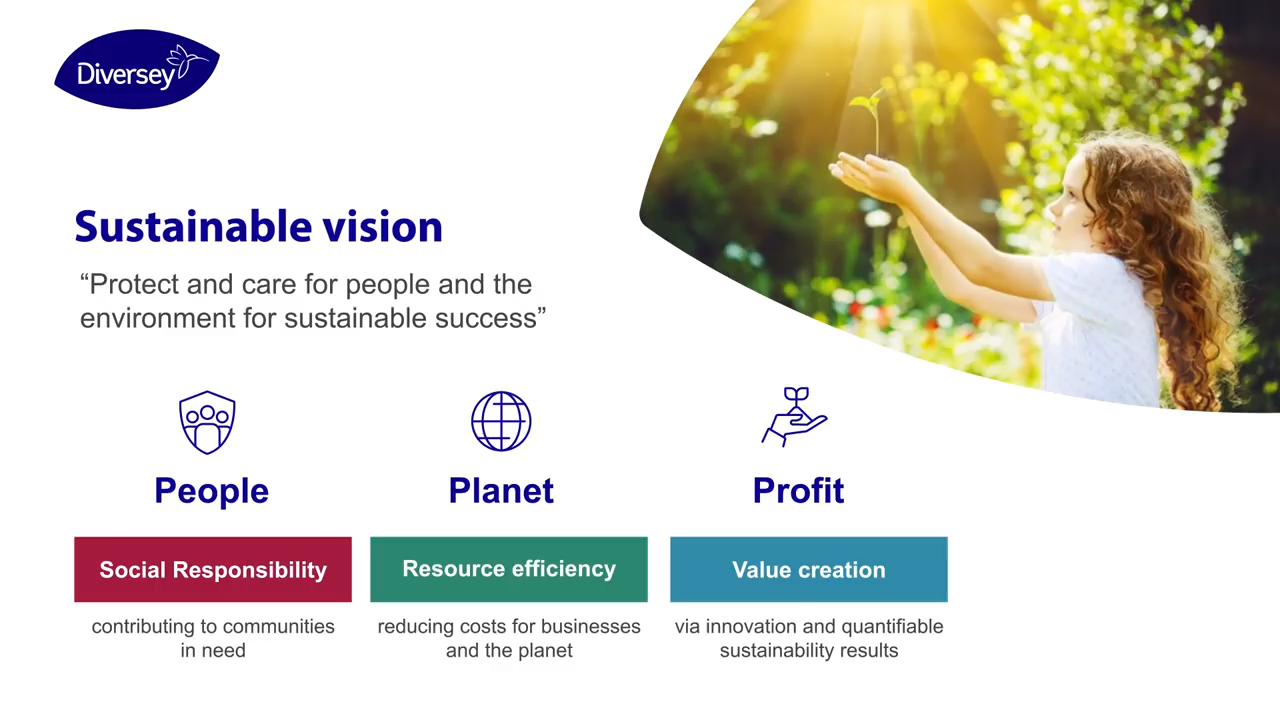 Diversey
Sustainable vision
“Protect and care for people and the
environment for sustainable success”
People
Planet
Profit
Social Responsibility
Resource efficiency
Value creation
contributing to communities
in need
reducing costs for businesses
and the planet
via innovation and quantifiable
sustainability results